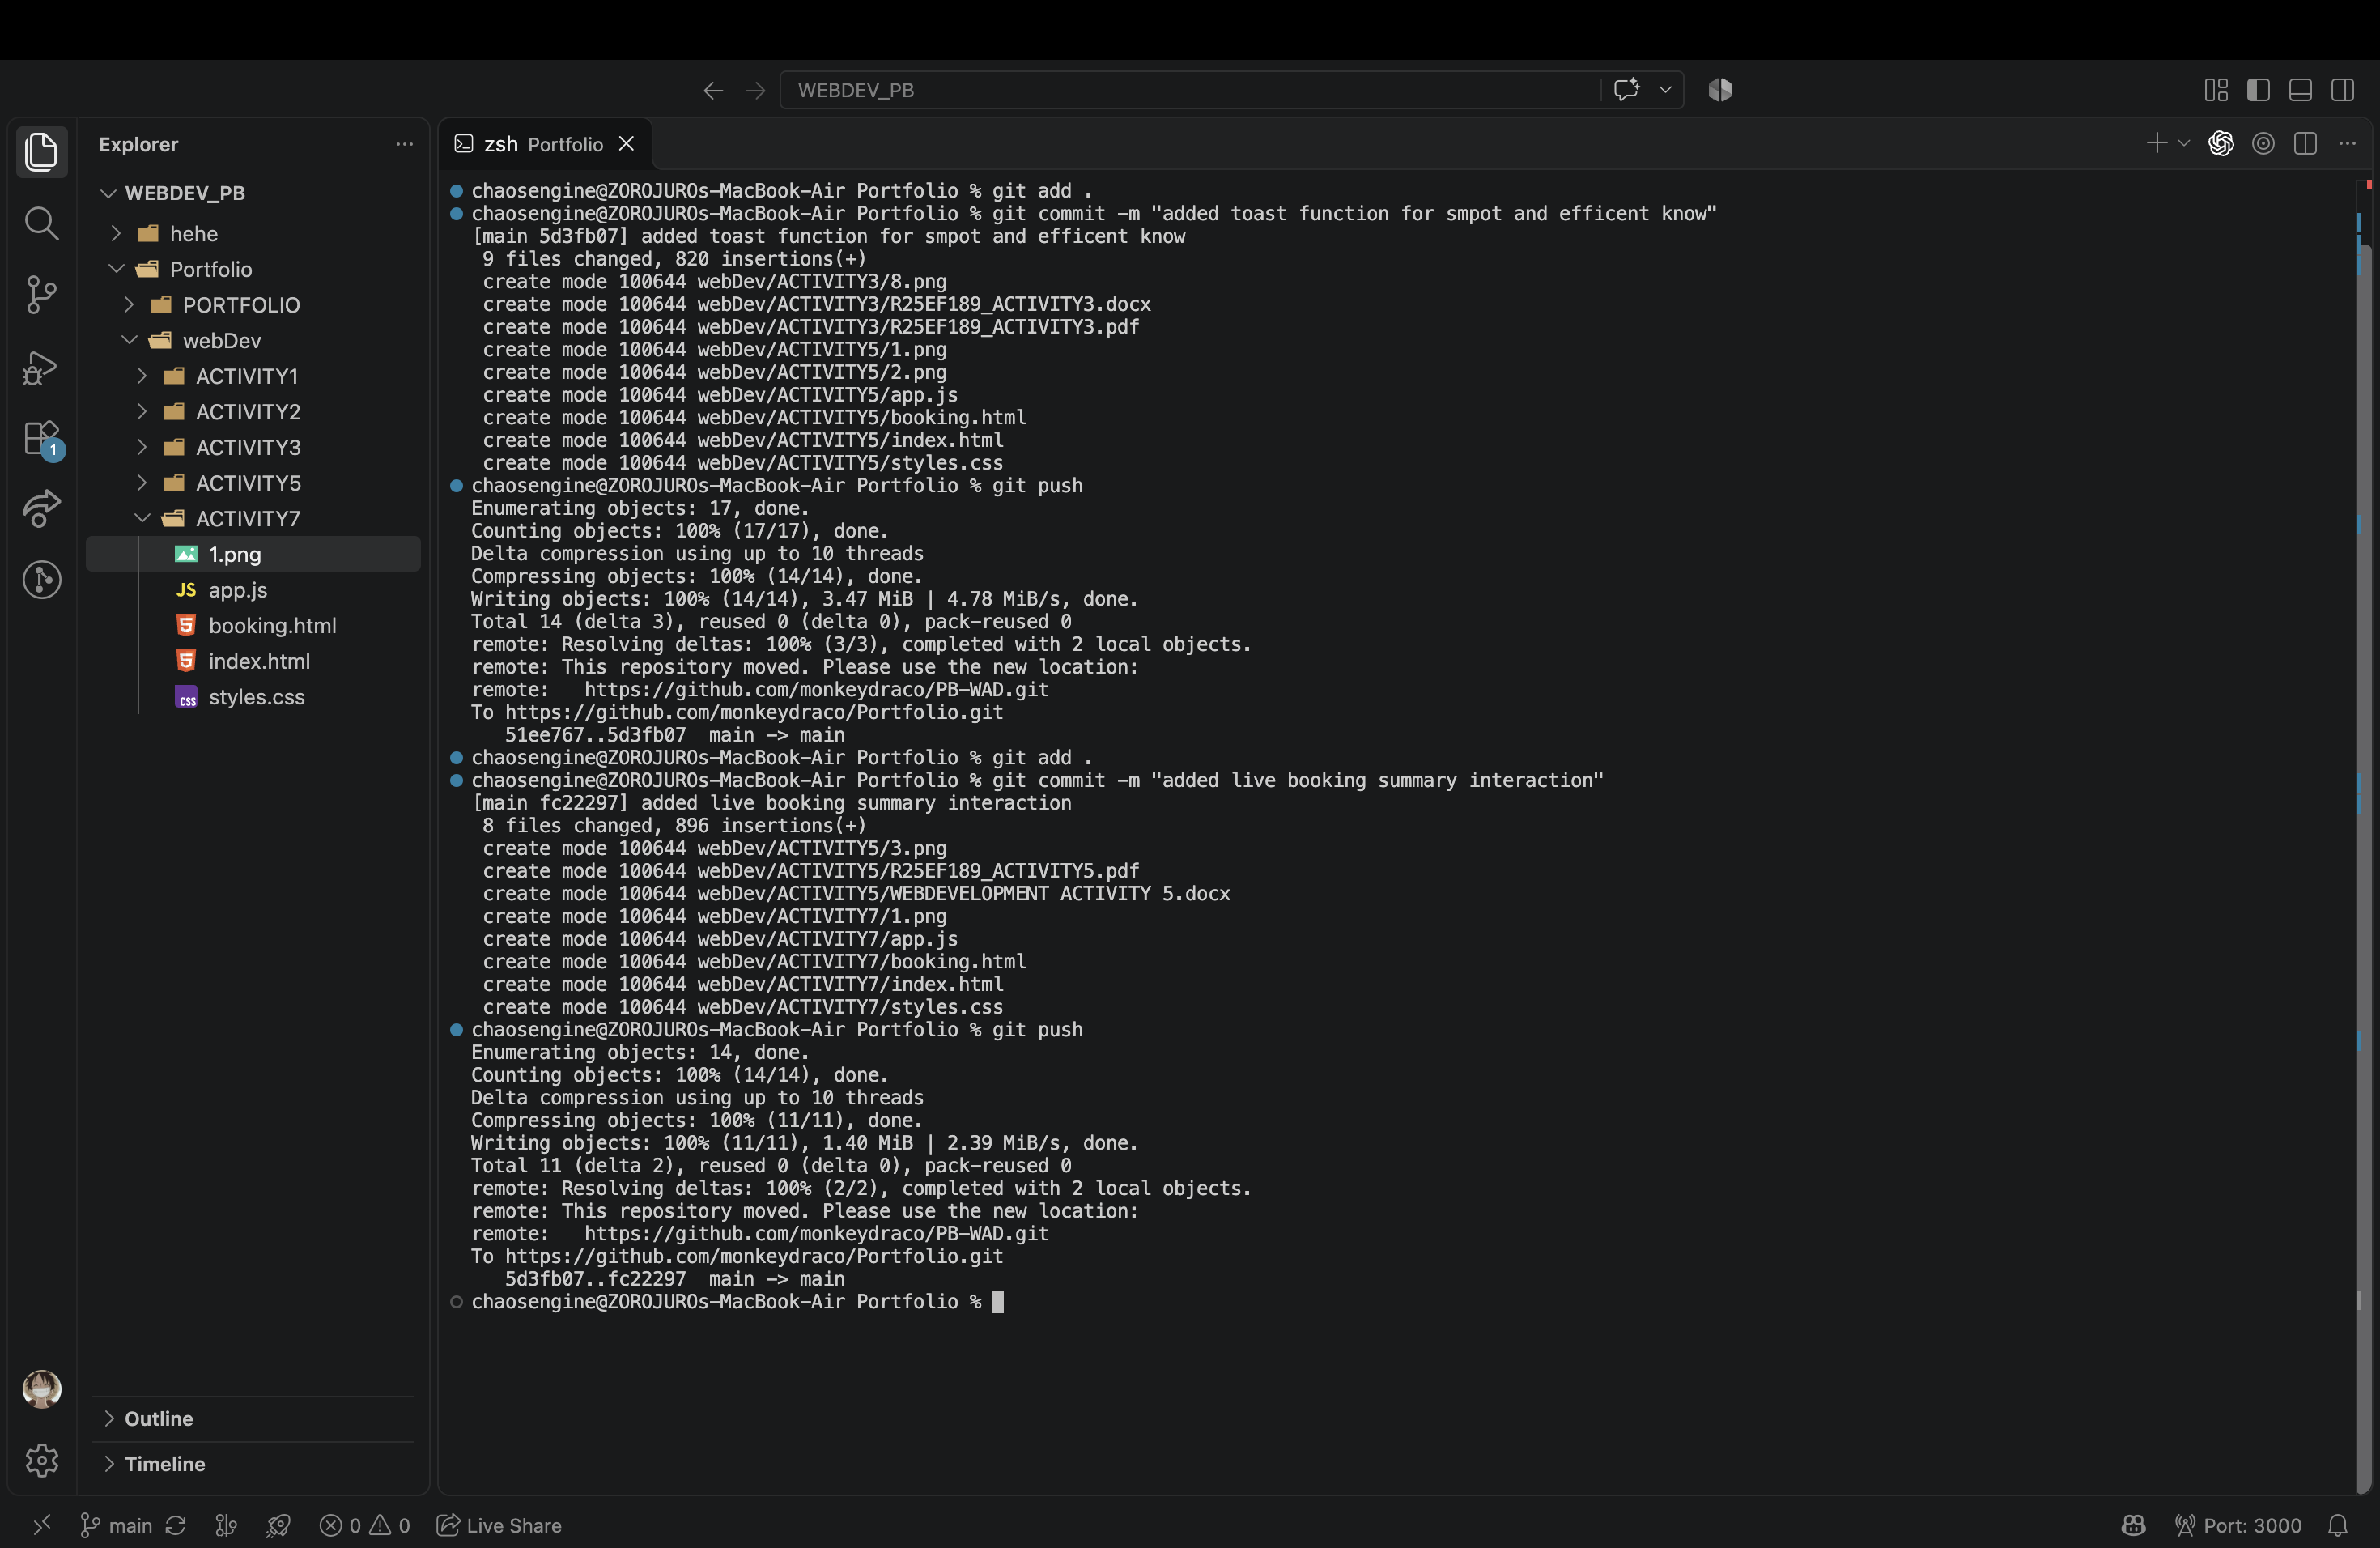 WEBDEV_PB
Explorer
WEBDEV_PB
hehe
Portfolio
PORTFOLIO
webDev
ACTIVITY1
ACTIVITY2
ACTIVITY3
ACTIVITY5
ACTIVITY7
1.png
JS app.js
booking.html
index.html
css styles.css
1
Outline
Timeline
zsh Portfolio
chaosengine@ZOROJUROs-MacBook-Air Portfolio % git add .
chaosengine@ZOROJUROs-MacBook-Air Portfolio % git commit -m "added toast function for smpot and efficent know"
[main 5d3fb07] added toast function for smpot and efficent know
9 files changed, 820 insertions(+)
create mode 100644 webDev/ACTIVITY3/8.png
create mode 100644 webDev/ACTIVITY3/R25EF189_ACTIVITY3.docx
create mode 100644 webDev/ACTIVITY3/R25EF189_ACTIVITY3.pdf
create mode 100644 webDev/ACTIVITY5/1.png
create mode 100644 webDev/ACTIVITY5/2.png
create mode 100644 webDev/ACTIVITY5/app.js
create mode 100644 webDev/ACTIVITY5/booking.html
create mode 100644 webDev/ACTIVITY5/index.html
create mode 100644 webDev/ACTIVITY5/styles.css
chaosengine@ZOROJUROs-MacBook-Air Portfolio % git push
Enumerating objects: 17, done.
Counting objects: 100% (17/17), done.
Delta compression using up to 10 threads
Compressing objects: 100% (14/14), done.
Writing objects: 100% (14/14), 3.47 MiB | 4.78 MiB/s, done.
Total 14 (delta 3), reused 0 (delta 0), pack-reused 0
remote: Resolving deltas: 100% (3/3), completed with 2 local objects.
remote: This repository moved. Please use the new location:
remote:   https://github.com/monkeydraco/PB-WAD.git
To https://github.com/monkeydraco/Portfolio.git
51ee767..5d3fb07  main -> main
chaosengine@ZOROJUROs-MacBook-Air Portfolio % git add .
chaosengine@ZOROJUROs-MacBook-Air Portfolio % git commit -m "added live booking summary interaction"
[main fc22297] added live booking summary interaction
8 files changed, 896 insertions(+)
create mode 100644 webDev/ACTIVITY5/3.png
create mode 100644 webDev/ACTIVITY5/R25EF189_ACTIVITY5.pdf
create mode 100644 webDev/ACTIVITY5/WEBDEVELOPMENT ACTIVITY 5.docx
create mode 100644 webDev/ACTIVITY7/1.png
create mode 100644 webDev/ACTIVITY7/app.js
create mode 100644 webDev/ACTIVITY7/booking.html
create mode 100644 webDev/ACTIVITY7/index.html
create mode 100644 webDev/ACTIVITY7/styles.css
chaosengine@ZOROJUROs-MacBook-Air Portfolio % git push
Enumerating objects: 14, done.
Counting objects: 100% (14/14), done.
Delta compression using up to 10 threads
Compressing objects: 100% (11/11), done.
Writing objects: 100% (11/11), 1.40 MiB | 2.39 MiB/s, done.
Total 11 (delta 2), reused 0 (delta 0), pack-reused 0
remote: Resolving deltas: 100% (2/2), completed with 2 local objects.
remote: This repository moved. Please use the new location:
remote:   https://github.com/monkeydraco/PB-WAD.git
To https://github.com/monkeydraco/Portfolio.git
5d3fb07..fc22297  main -> main
chaosengine@ZOROJUROs-MacBook-Air Portfolio %
main 0 0 Live Share Port: 3000